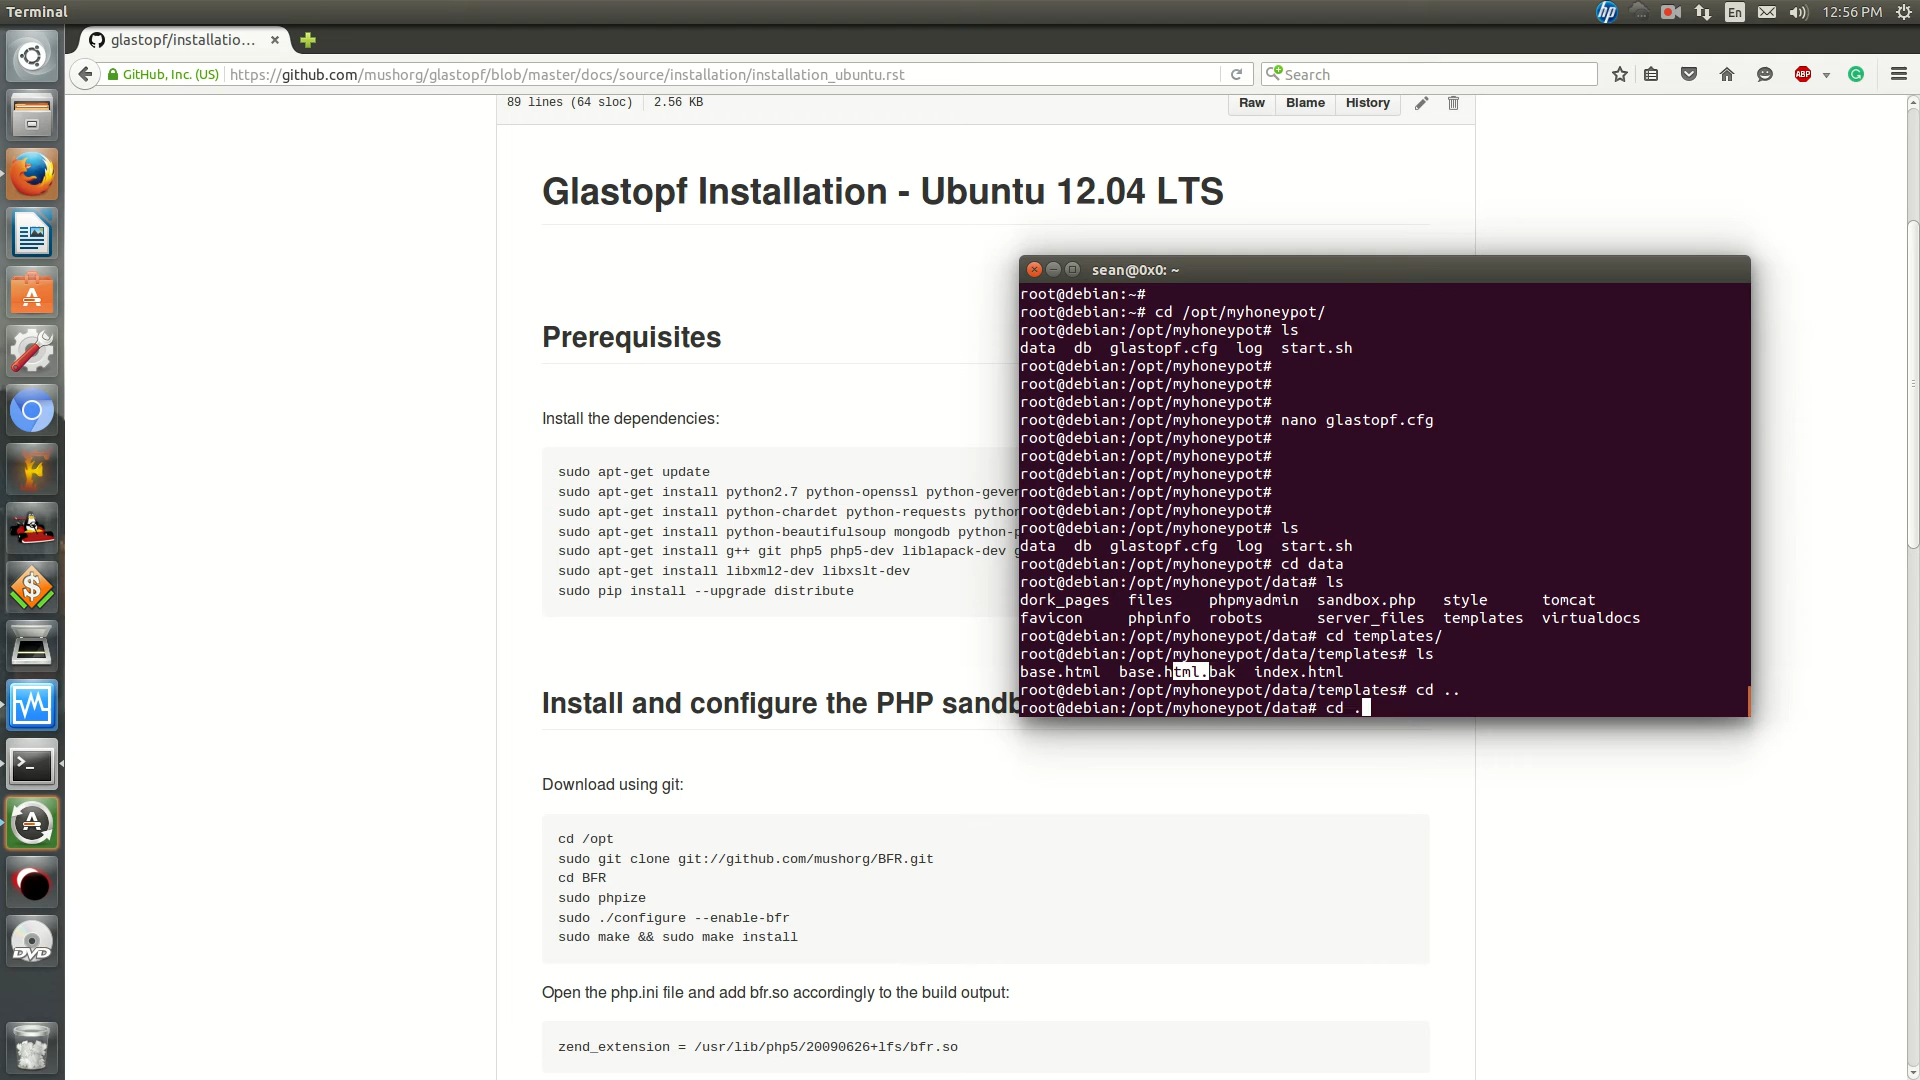 Terminal
hp
En
12:56 PM
glastopf/installatio...
GitHub, Inc. (US)
https://github.com/mushorg/glastopf/blob/master/docs/source/installation/installation_ubuntu.rst
Search
ABP
89 lines (64 sloc) 2.56 KB
Raw Blame History
Glastopf Installation - Ubuntu 12.04 LTS
Prerequisites
Install the dependencies:
sudo apt-get update
sudo apt-get install python2.7 python-openssl python-geven
sudo apt-get install python-chardet python-requests python
sudo apt-get install python-beautifulsoup mongodb python-p
sudo apt-get install g++ git php5 php5-dev liblapack-dev g
sudo apt-get install libxml2-dev libxslt-dev
sudo pip install --upgrade distribute
Install and configure the PHP sandb
Download using git:
cd /opt
sudo git clone git://github.com/mushorg/BFR.git
cd BFR
sudo phpize
sudo ./configure --enable-bfr
sudo make && sudo make install
Open the php.ini file and add bfr.so accordingly to the build output:
zend_extension = /usr/lib/php5/20090626+lfs/bfr.so
sean@0x0: ~
root@debian:~#
root@debian:~# cd /opt/myhoneypot/
root@debian:/opt/myhoneypot# ls
data db glastopf.cfg log start.sh
root@debian:/opt/myhoneypot#
root@debian:/opt/myhoneypot#
root@debian:/opt/myhoneypot#
root@debian:/opt/myhoneypot# nano glastopf.cfg
root@debian:/opt/myhoneypot#
root@debian:/opt/myhoneypot#
root@debian:/opt/myhoneypot#
root@debian:/opt/myhoneypot#
root@debian:/opt/myhoneypot#
root@debian:/opt/myhoneypot# ls
data db glastopf.cfg log start.sh
root@debian:/opt/myhoneypot# cd data
root@debian:/opt/myhoneypot/data# ls
dork_pages files phpmyadmin sandbox.php style tomcat
favicon phpinfo robots server_files templates virtualdocs
root@debian:/opt/myhoneypot/data# cd templates/
root@debian:/opt/myhoneypot/data/templates# ls
base.html base.html.bak index.html
root@debian:/opt/myhoneypot/data/templates# cd ..
root@debian:/opt/myhoneypot/data# cd .
DVD